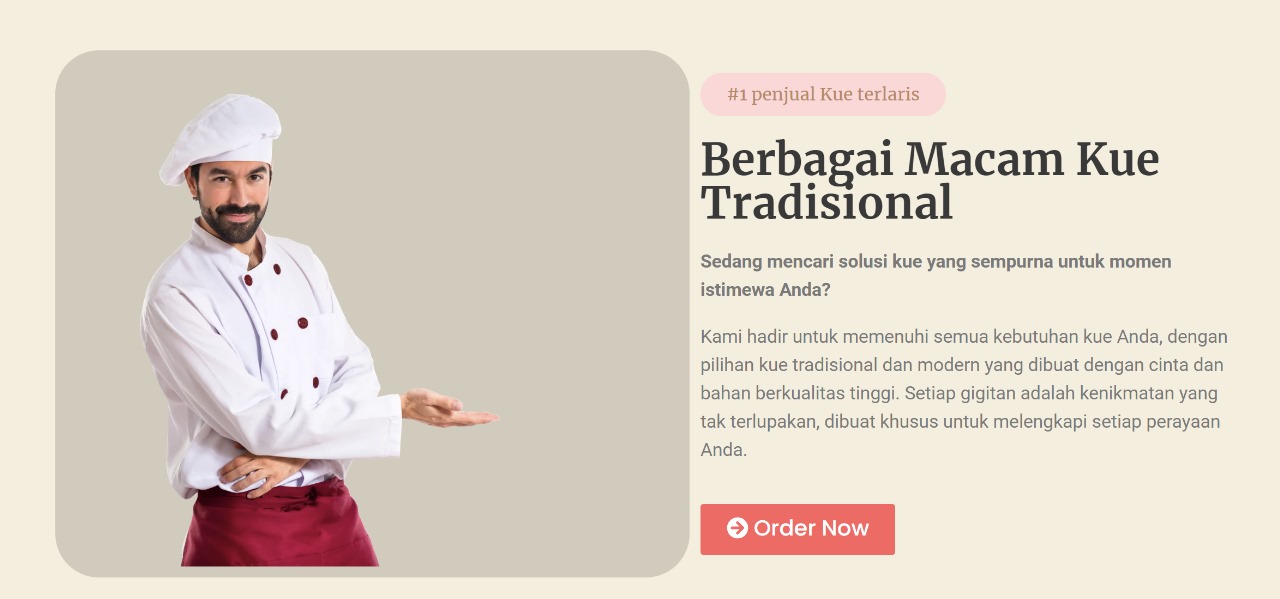 #1 penjual Kue terlaris
Berbagai Macam Kue
Tradisional
Sedang mencari solusi kue yang sempurna untuk momen
istimewa Anda?
Kami hadir untuk memenuhi semua kebutuhan kue Anda, dengan
pilihan kue tradisional dan modern yang dibuat dengan cinta dan
bahan berkualitas tinggi. Setiap gigitan adalah kenikmatan yang
tak terlupakan, dibuat khusus untuk melengkapi setiap perayaan
Anda.
Order Now